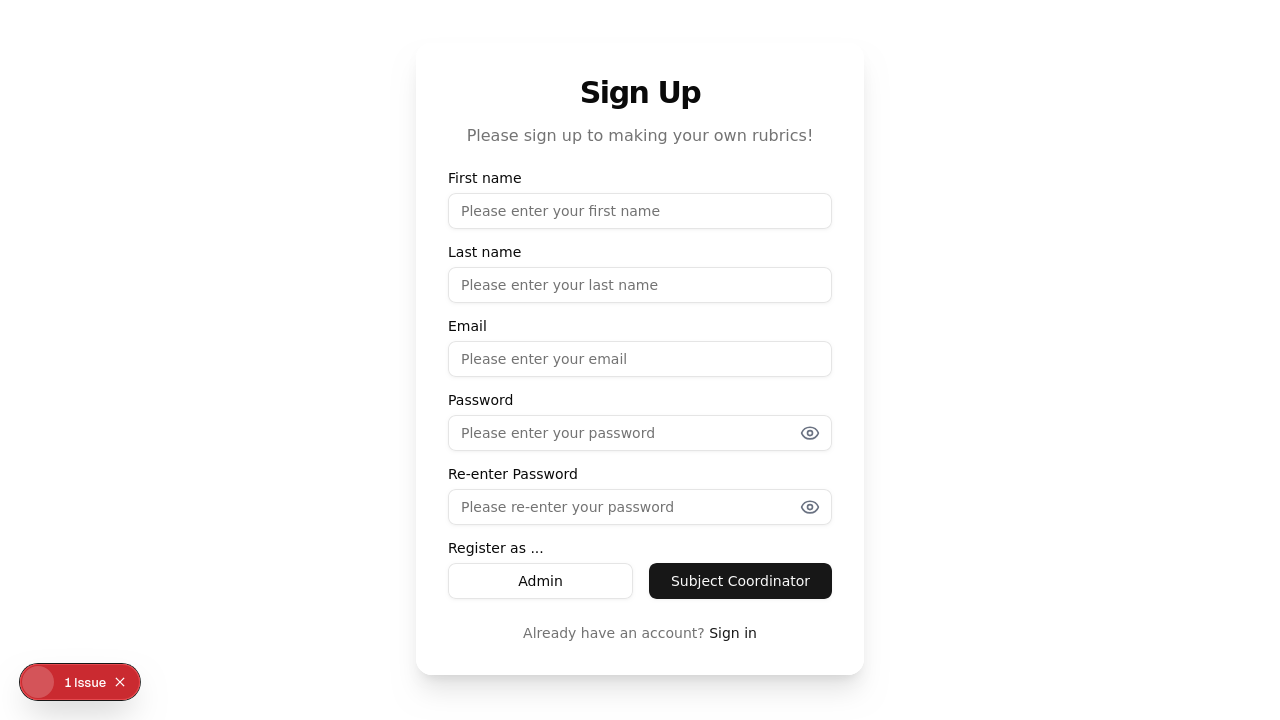 Sign Up
Please sign up to making your own rubrics!
First name
Please enter your first name
Last name
Please enter your last name
Email
Please enter your email
Password
Please enter your password
Re-enter Password
Please re-enter your password
Register as ...
Admin
Subject Coordinator
Already have an account? Sign in
1 Issue